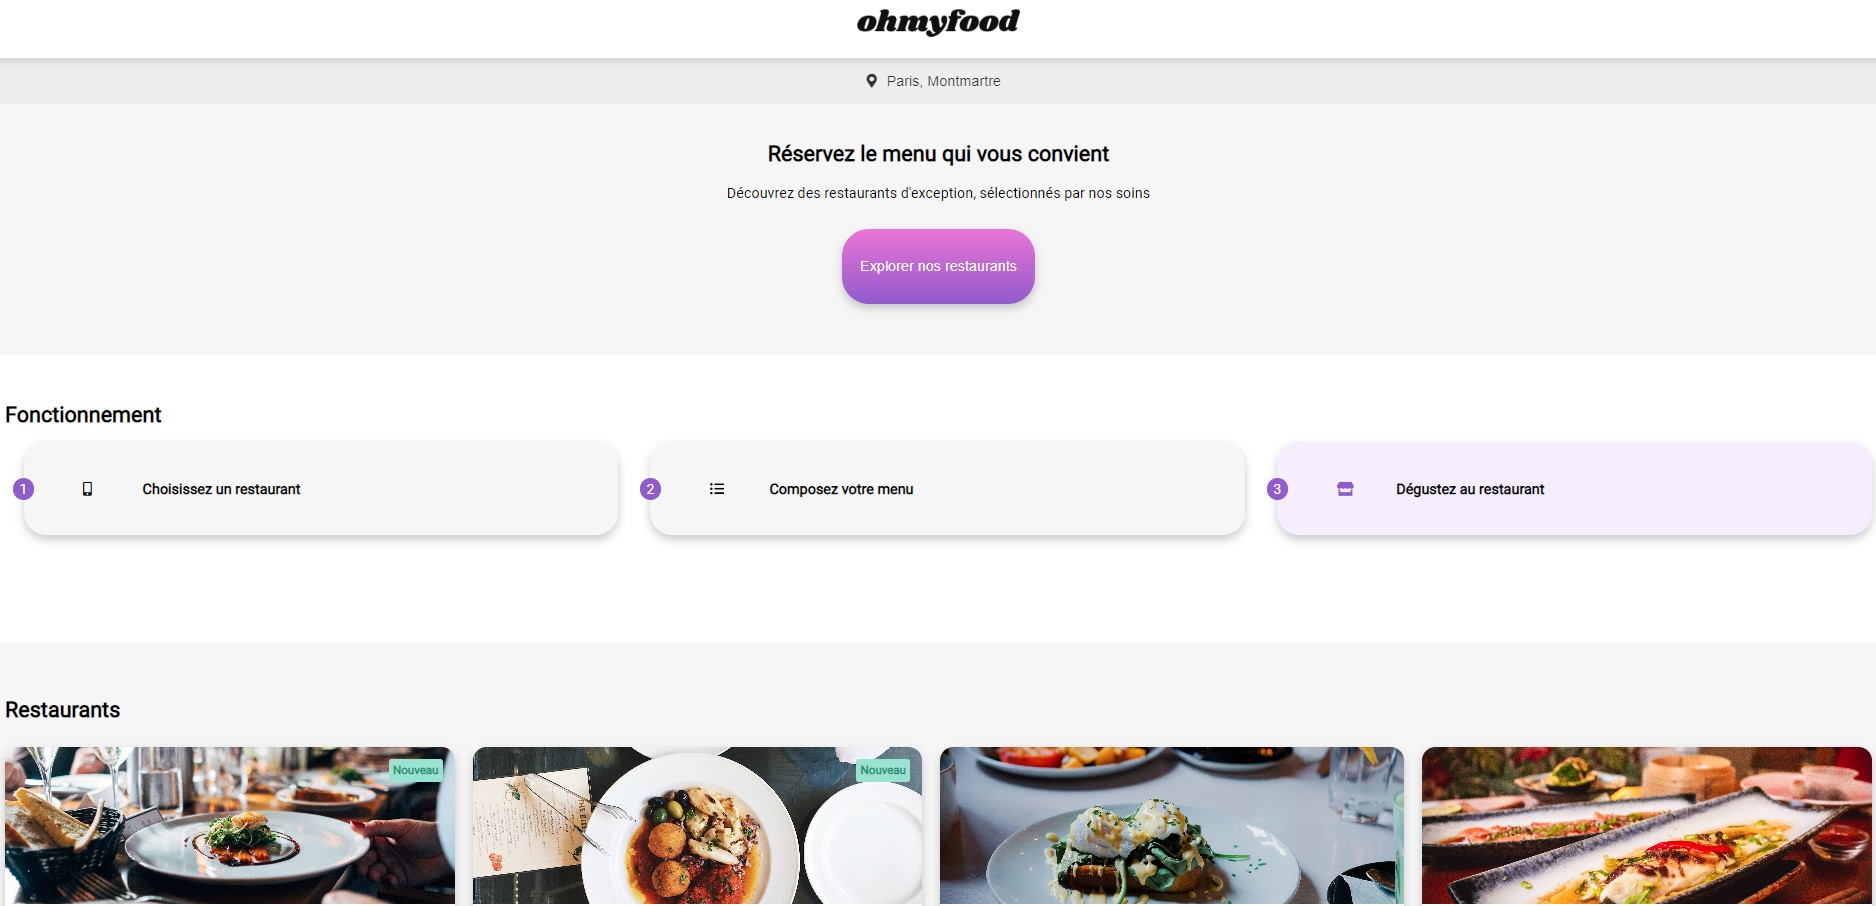 ohmyfood
Paris, Montmartre
Réservez le menu qui vous convient
Découvrez des restaurants d'exception, sélectionnés par nos soins
Explorer nos restaurants
Fonctionnement
1 Choisissez un restaurant
2 Composez votre menu
3 Dégustez au restaurant
Restaurants
Nouveau
Nouveau